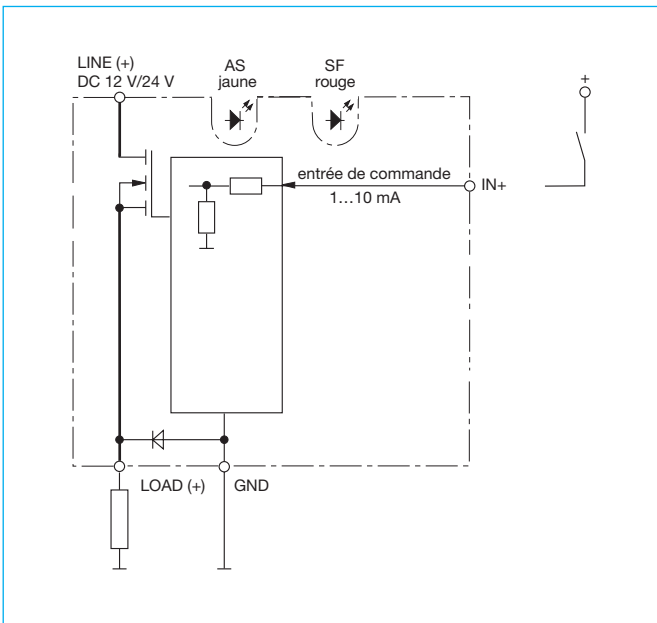 LINE (+)
DC 12 V/24 V
AS
jaune
SF
rouge
+
entrée de commande
1...10 mA
IN+
LOAD (+)
GND